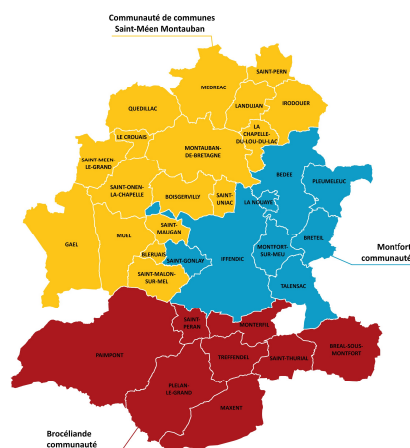 Communauté de communes
Saint-Méen Montauban
MEDREAC
SAINT-PERN
QUEDILLAC
LANDUJAN
IRODOUER
LE CROUAIS
LA
CHAPELLE-
DU-LOU-DU-LAC
MONTAUBAN-
DE-BRETAGNE
SAINT-MEEN-
LE-GRAND
BEDEE
PLEUMELEUC
SAINT-ONEN-
LA-CHAPELLE
BOISGERVILLY
SAINT-
UNIAC
LA NOUAYE
GAEL
MUEL
SAINT-
MAUGAN
BRETEIL
BLERUAIS
SAINT-GONLAY
IFFENDIC
MONTFORT-
SUR-MEU
Montfort
communauté
SAINT-MALON-
SUR-MEL
TALENSAC
SAINT-
PERAN
MONTERFIL
PAIMPONT
TREFFENDEL
SAINT-THURIAL
BREAL-SOUS-
MONTFORT
PLELAN-
LE-GRAND
MAXENT
Brocéliande
communauté